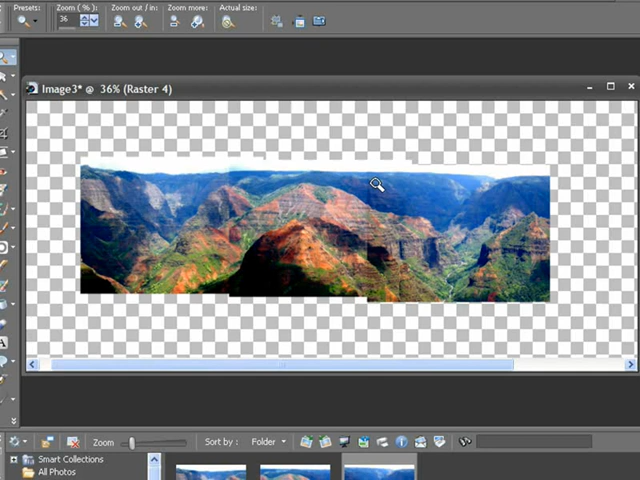 Presets: Zoom (%): Zoom out / in: Zoom more: Actual size:
36
Image3* @ 36% (Raster 4)
A
Zoom Sort by : Folder
Smart Collections
All Photos